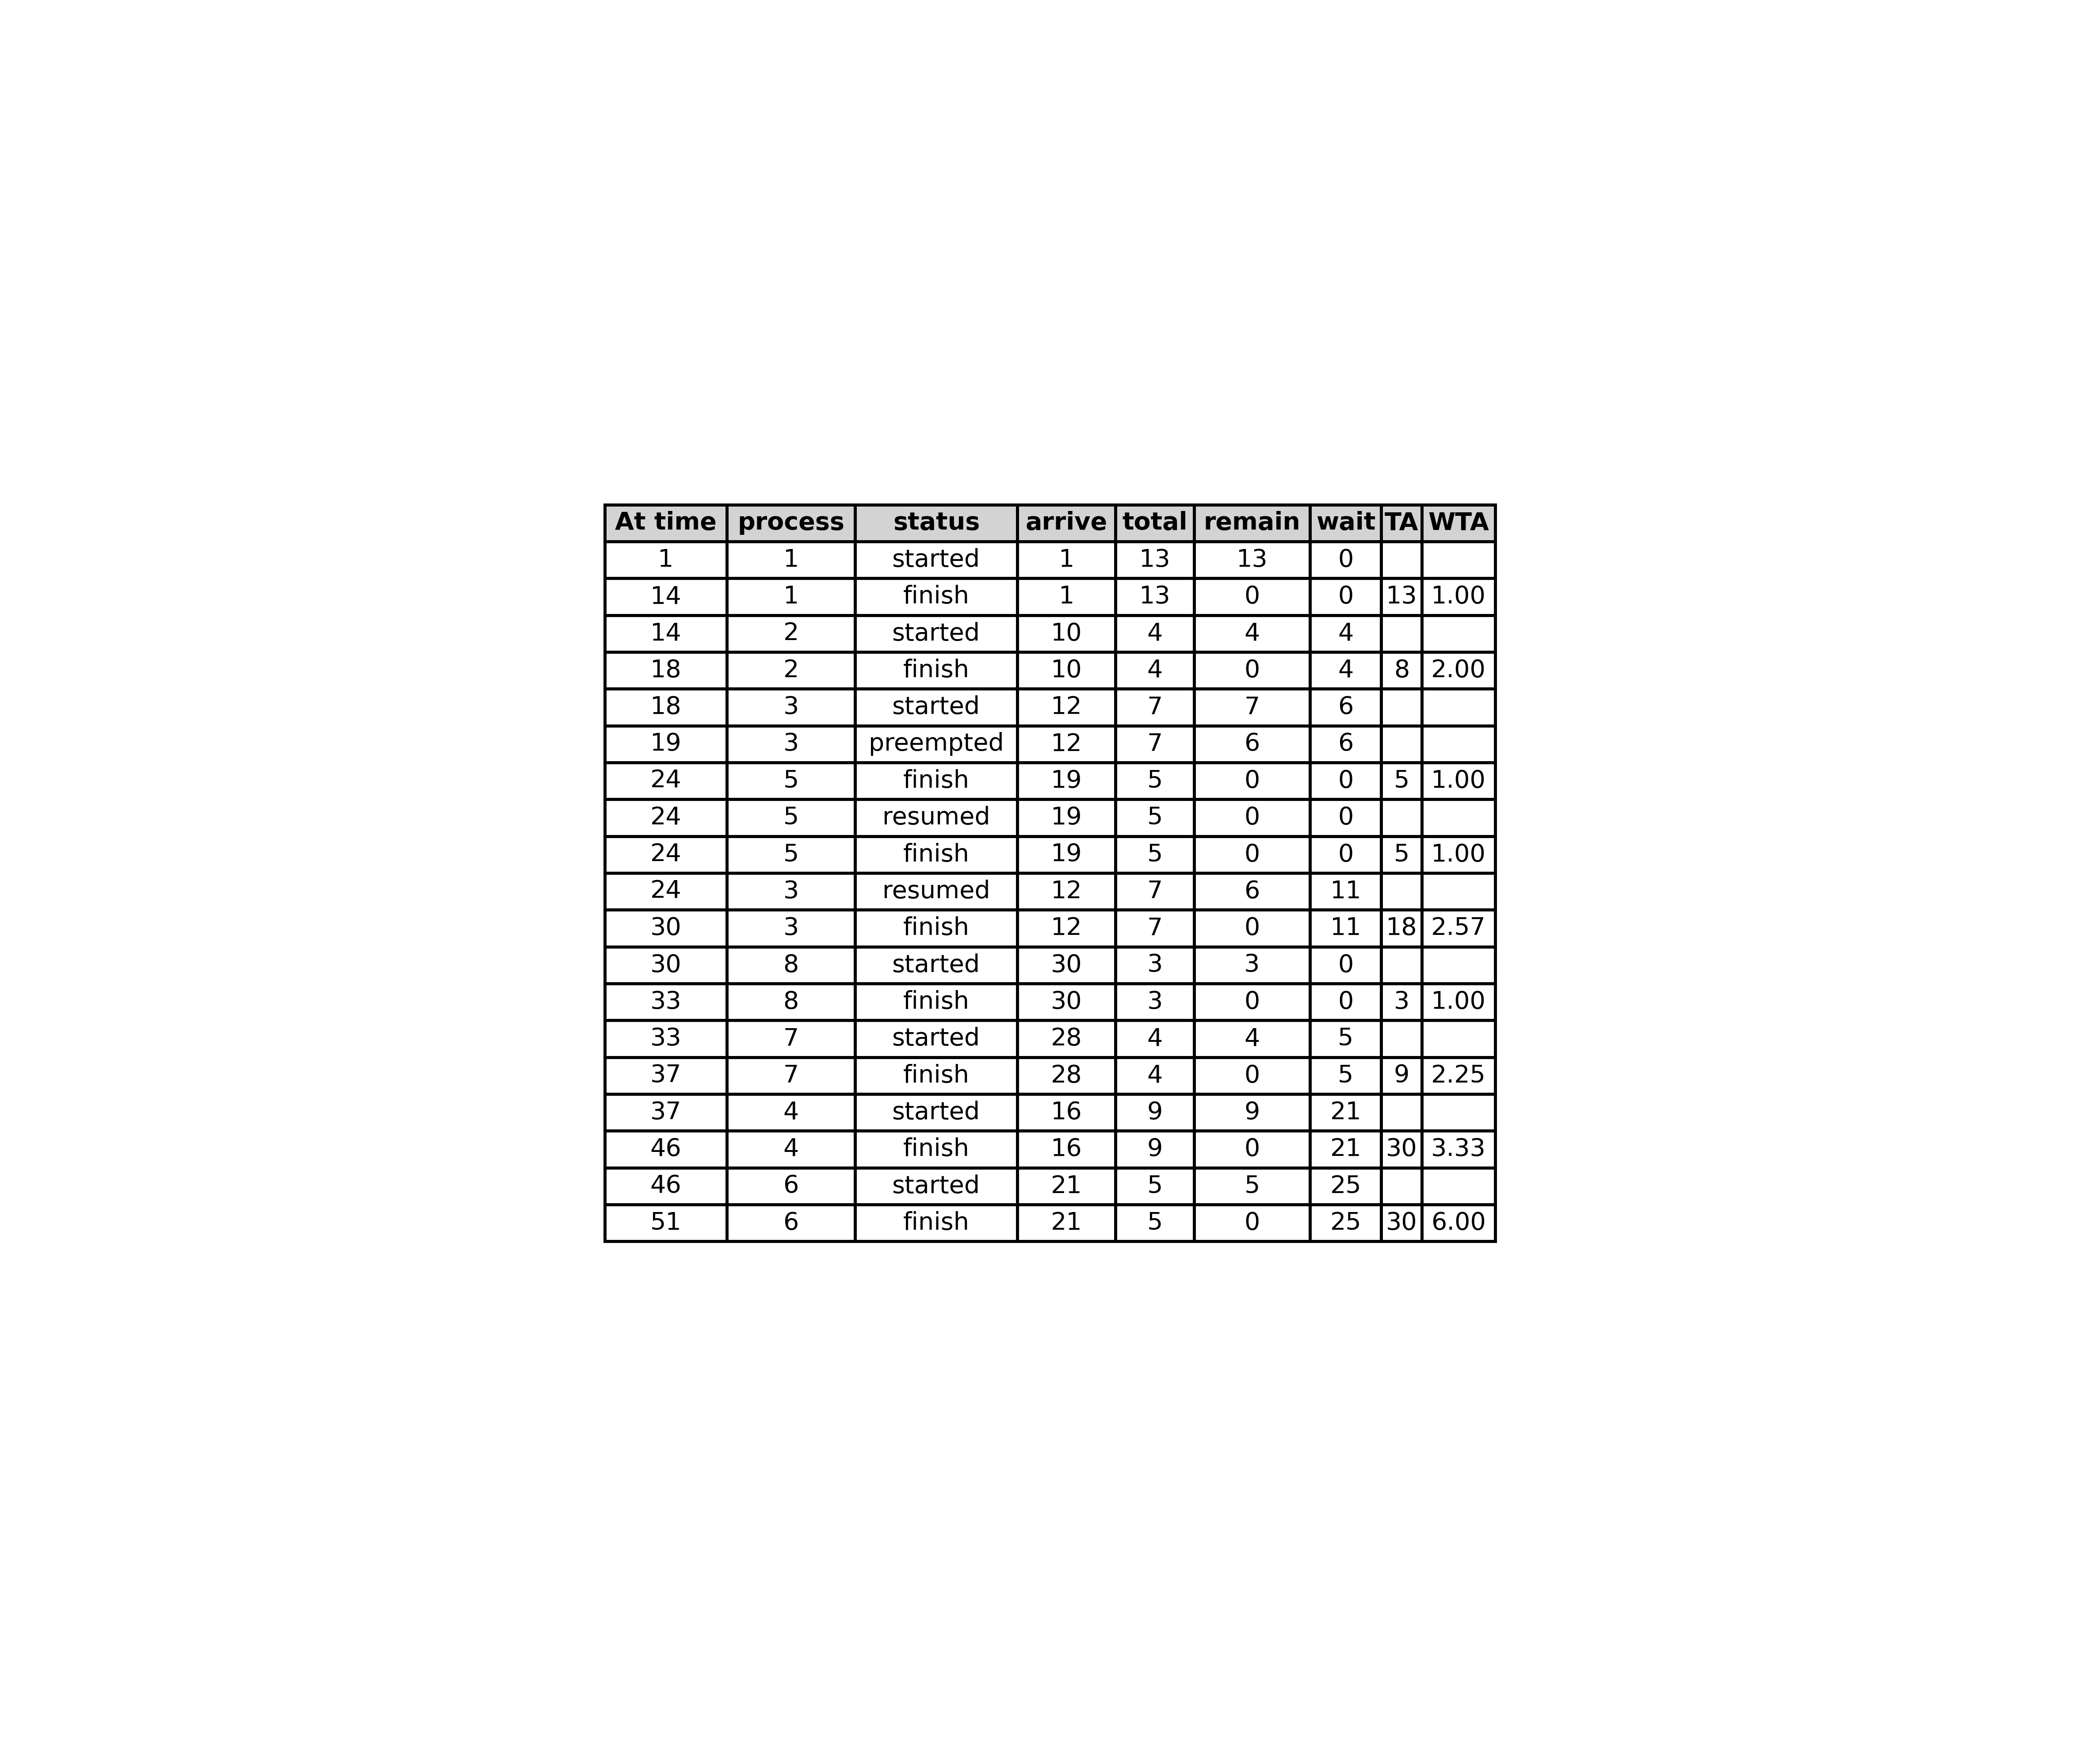 At time process status arrive total remain wait TA WTA
1 1 started 1 13 13 0
14 1 finish 1 13 0 0 13 1.00
14 2 started 10 4 4 4
18 2 finish 10 4 0 4 8 2.00
18 3 started 12 7 7 6
19 3 preempted 12 7 6 6
24 5 finish 19 5 0 0 5 1.00
24 5 resumed 19 5 0 0
24 5 finish 19 5 0 0 5 1.00
24 3 resumed 12 7 6 11
30 3 finish 12 7 0 11 18 2.57
30 8 started 30 3 3 0
33 8 finish 30 3 0 0 3 1.00
33 7 started 28 4 4 5
37 7 finish 28 4 0 5 9 2.25
37 4 started 16 9 9 21
46 4 finish 16 9 0 21 30 3.33
46 6 started 21 5 5 25
51 6 finish 21 5 0 25 30 6.00